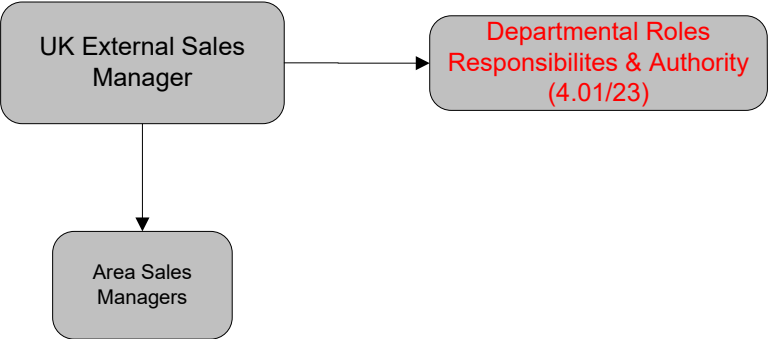 UK External Sales
Manager
Departmental Roles
Responsibilites & Authority
(4.01/23)
Area Sales
Managers